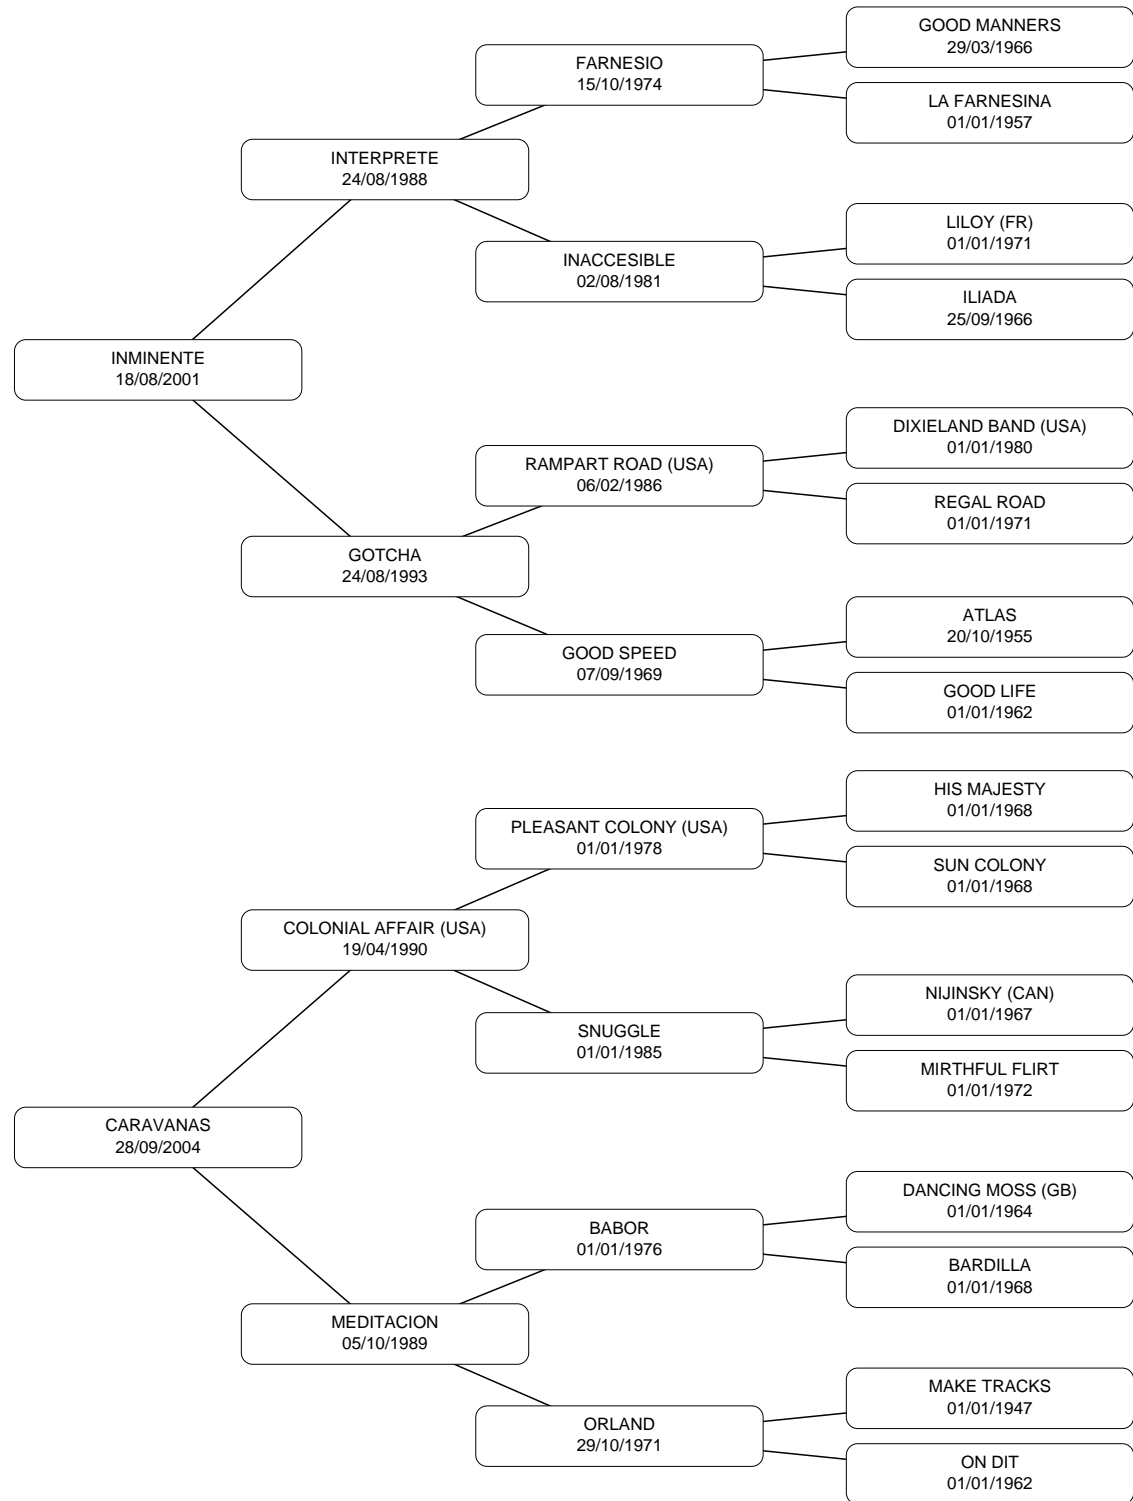 GOOD MANNERS
29/03/1966
FARNESIO
15/10/1974
LA FARNESINA
01/01/1957
INTERPRETE
24/08/1988
LILOY (FR)
01/01/1971
INACCESIBLE
02/08/1981
ILIADA
25/09/1966
INMINENTE
18/08/2001
DIXIELAND BAND (USA)
01/01/1980
RAMPART ROAD (USA)
06/02/1986
REGAL ROAD
01/01/1971
GOTCHA
24/08/1993
ATLAS
20/10/1955
GOOD SPEED
07/09/1969
GOOD LIFE
01/01/1962
HIS MAJESTY
01/01/1968
PLEASANT COLONY (USA)
01/01/1978
SUN COLONY
01/01/1968
COLONIAL AFFAIR (USA)
19/04/1990
NIJINSKY (CAN)
01/01/1967
SNUGGLE
01/01/1985
MIRTHFUL FLIRT
01/01/1972
CARAVANAS
28/09/2004
DANCING MOSS (GB)
01/01/1964
BABOR
01/01/1976
BARDILLA
01/01/1968
MEDITACION
05/10/1989
MAKE TRACKS
01/01/1947
ORLAND
29/10/1971
ON DIT
01/01/1962